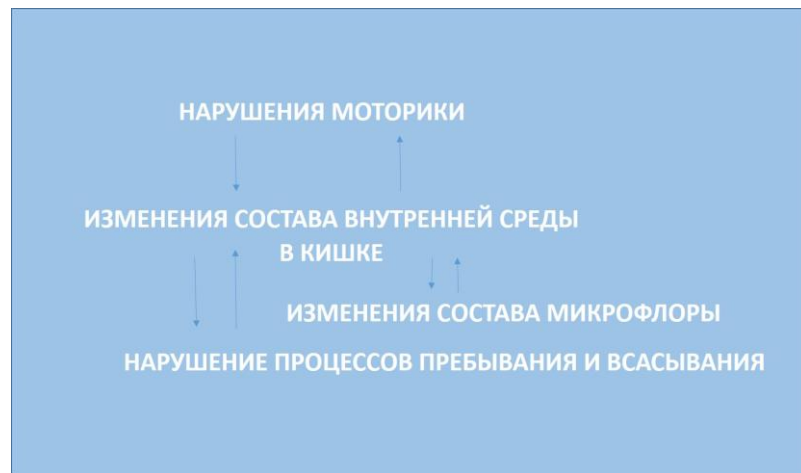 НАРУШЕНИЯ МОТОРИКИ
ИЗМЕНЕНИЯ СОСТАВА ВНУТРЕННЕЙ СРЕДЫ
В КИШКЕ
ИЗМЕНЕНИЯ СОСТАВА МИКРОФЛОРЫ
НАРУШЕНИЕ ПРОЦЕССОВ ПРЕБЫВАНИЯ И ВСАСЫВАНИЯ